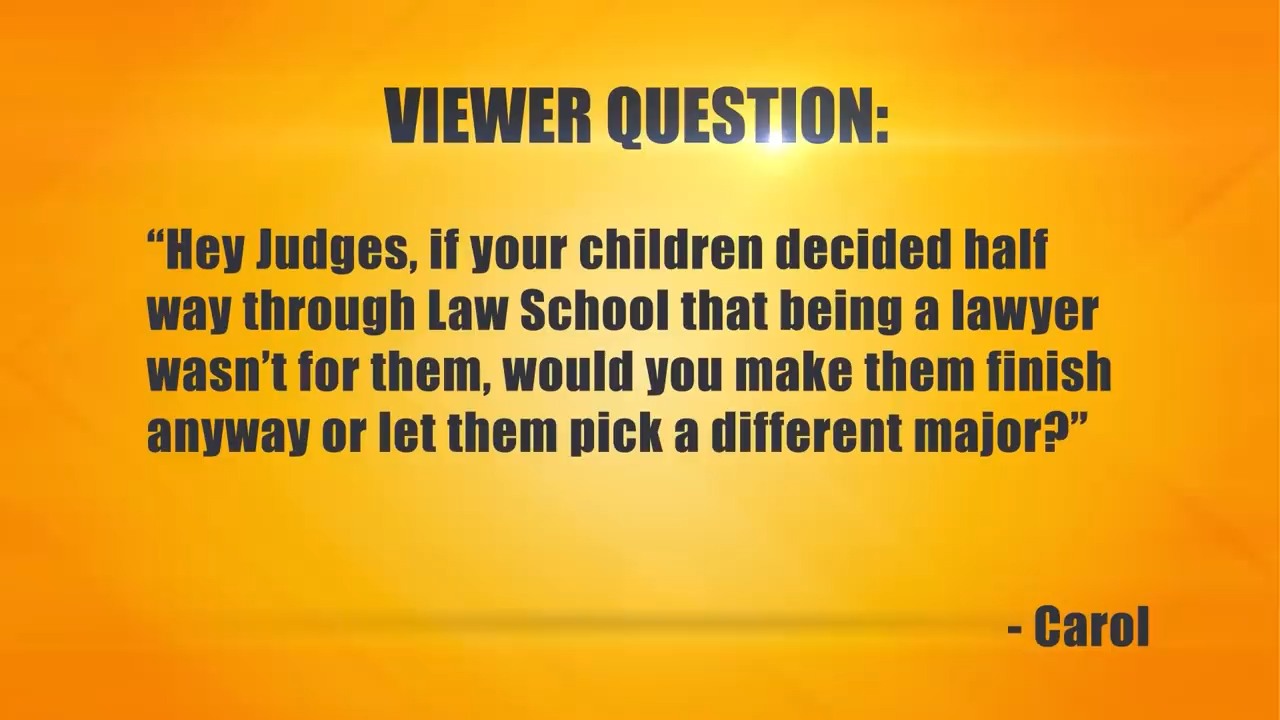 VIEWER QUESTION:
“Hey Judges, if your children decided half
way through Law School that being a lawyer
wasn’t for them, would you make them finish
anyway or let them pick a different major?”
- Carol